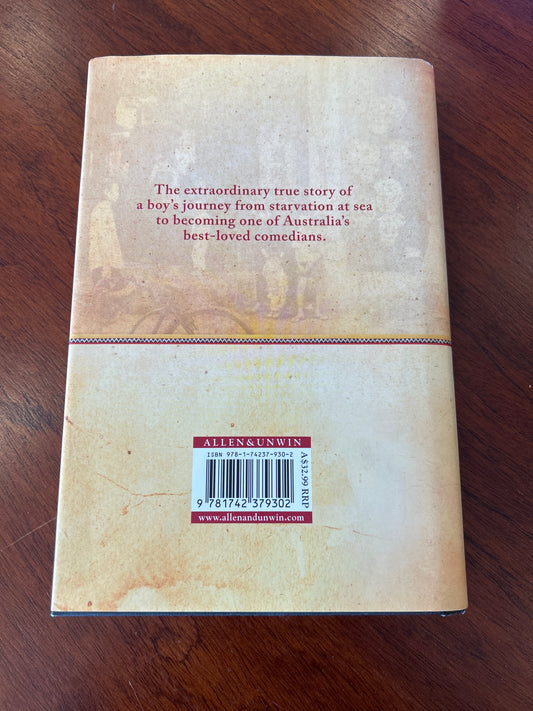 The extraordinary true story of
a boy's journey from starvation at sea
to becoming one of Australia's
best-loved comedians.
ALLEN&UNWIN
ISBN 978-1-74237-930-2
A$32.99 RRP
9 781742 379302
www.allenandunwin.com